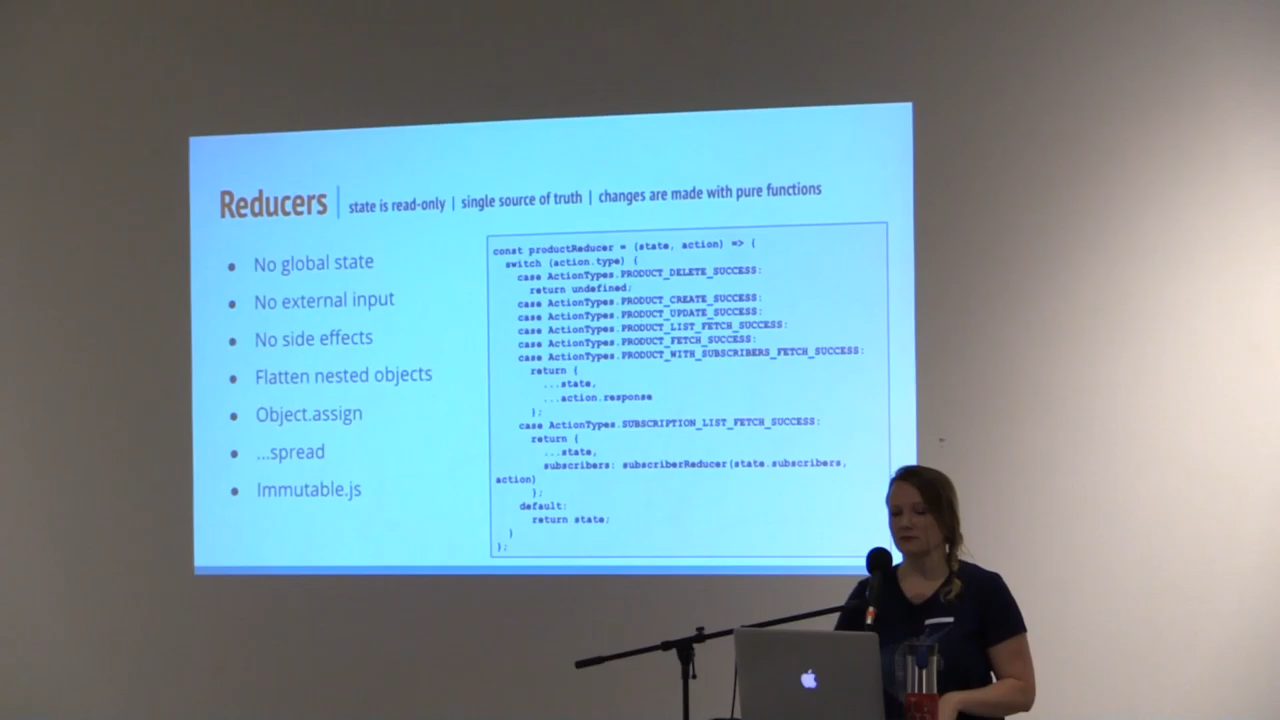 Reducers | state is read-only | single source of truth | changes are made with pure functions
● No global state
● No external input
● No side effects
● Flatten nested objects
● Object.assign
● ...spread
● Immutable.js
const productReducer = (state, action) => {
switch (action.type) {
case ActionTypes.PRODUCT_DELETE_SUCCESS:
return undefined;
case ActionTypes.PRODUCT_CREATE_SUCCESS:
case ActionTypes.PRODUCT_UPDATE_SUCCESS:
case ActionTypes.PRODUCT_LIST_FETCH_SUCCESS:
case ActionTypes.PRODUCT_FETCH_SUCCESS:
case ActionTypes.PRODUCT_WITH_SUBSCRIBERS_FETCH_SUCCESS:
return {
...state,
...action.response
};
case ActionTypes.SUBSCRIPTION_LIST_FETCH_SUCCESS:
return {
...state,
subscribers: subscriberReducer(state.subscribers,
action)
};
default:
return state;
}
};